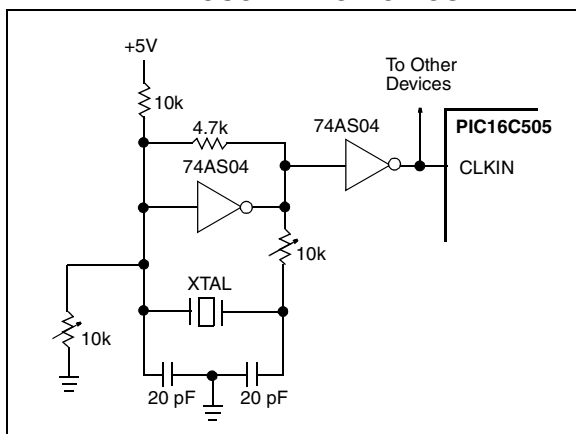 +5V
To Other
Devices
10k
4.7k
74AS04
PIC16C505
74AS04
CLKIN
10k
XTAL
10k
20 pF
20 pF